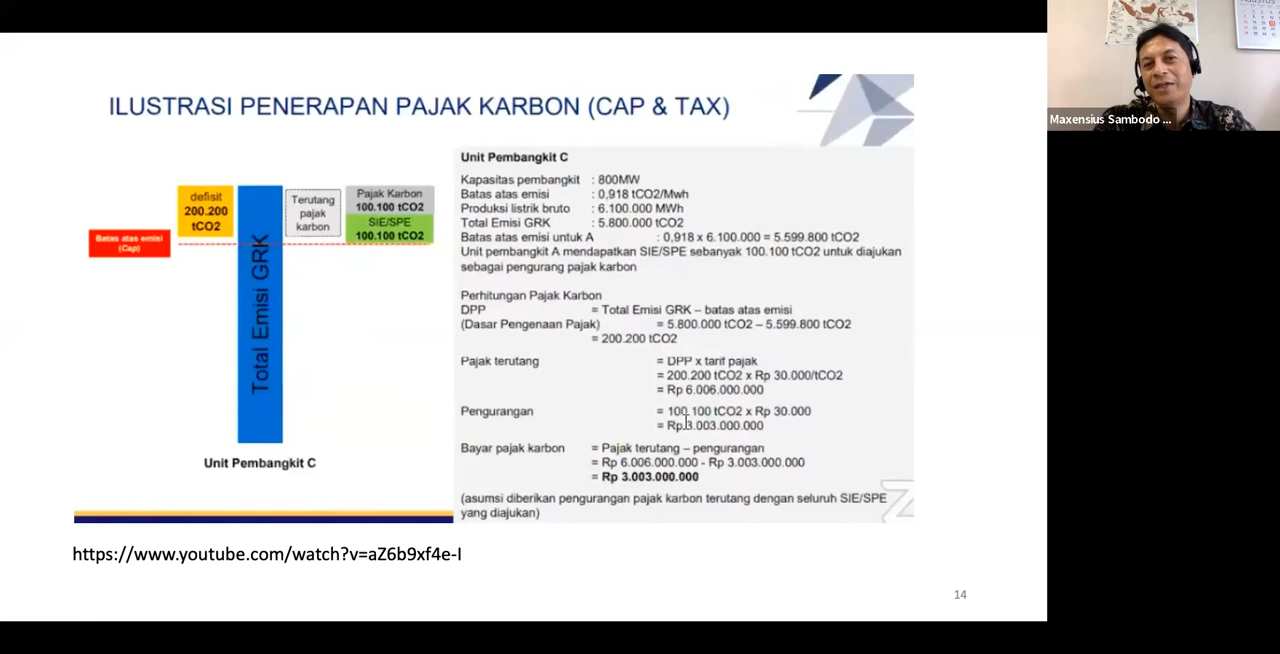 AGUSTUS
Maxensius Sambodo ...
ILUSTRASI PENERAPAN PAJAK KARBON (CAP & TAX)
defisit
200.200
tCO2
Batas atas emisi
(Cap)
Total Emisi GRK
Terutang
pajak
karbon
Pajak Karbon
100.100 tCO2
SIE/SPE
100.100 tCO2
Unit Pembangkit C
Unit Pembangkit C
Kapasitas pembangkit : 800MW
Batas atas emisi : 0,918 tCO2/Mwh
Produksi listrik bruto : 6.100.000 MWh
Total Emisi GRK : 5.800.000 tCO2
Batas atas emisi untuk A : 0,918 x 6.100.000 = 5.599.800 tCO2
Unit pembangkit A mendapatkan SIE/SPE sebanyak 100.100 tCO2 untuk diajukan
sebagai pengurang pajak karbon
Perhitungan Pajak Karbon
DPP = Total Emisi GRK – batas atas emisi
(Dasar Pengenaan Pajak) = 5.800.000 tCO2 – 5.599.800 tCO2
= 200.200 tCO2
Pajak terutang = DPP x tarif pajak
= 200.200 tCO2 x Rp 30.000/tCO2
= Rp 6.006.000.000
Pengurangan = 100.100 tCO2 x Rp 30.000
= Rp 3.003.000.000
Bayar pajak karbon = Pajak terutang – pengurangan
= Rp 6.006.000.000 - Rp 3.003.000.000
= Rp 3.003.000.000
(asumsi diberikan pengurangan pajak karbon terutang dengan seluruh SIE/SPE
yang diajukan)
https://www.youtube.com/watch?v=aZ6b9xf4e-I
14